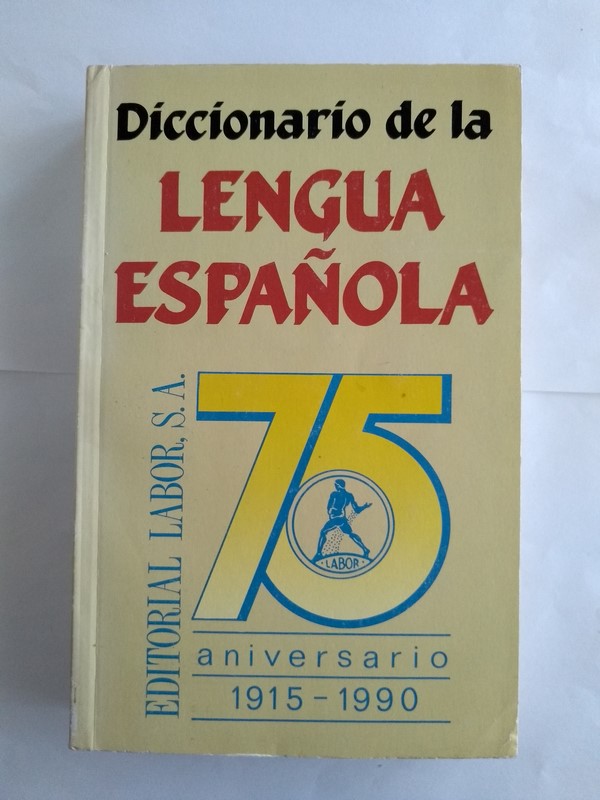 Diccionario de la
LENGUA
ESPAÑOLA
EDITORIAL LABOR, S. A.
75
·LABOR·
aniversario
1915-1990